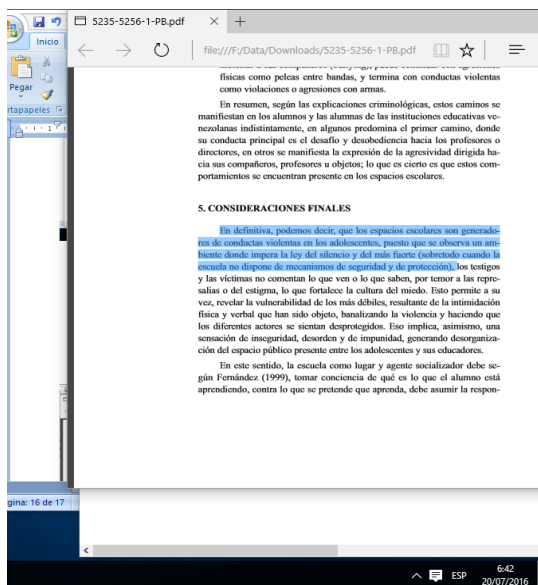 5235-5256-1-PB.pdf
Inicio
file:///F:/Data/Downloads/5235-5256-1-PB.pdf
Pegar
rtapapeles
físicas como peleas entre bandas, y termina con conductas violentas
como violaciones o agresiones con armas.
En resumen, según las explicaciones criminológicas, estos caminos se
manifiestan en los alumnos y las alumnas de las instituciones educativas ve-
nezolanas indistintamente, en algunos predomina el primer camino, donde
su conducta principal es el desafío y desobediencia hacia los profesores o
directores, en otros se manifiesta la expresión de la agresividad dirigida ha-
cia sus compañeros, profesores u objetos; lo que es cierto es que estos com-
portamientos se encuentran presente en los espacios escolares.
5. CONSIDERACIONES FINALES
En definitiva, podemos decir, que los espacios escolares son generado-
res de conductas violentas en los adolescentes, puesto que se observa un am-
biente donde impera la ley del silencio y del más fuerte (sobretodo cuando la
escuela no dispone de mecanismos de seguridad y de protección), los testigos
y las víctimas no comentan lo que ven o lo que saben, por temor a las repre-
salias o del estigma, lo que fortalece la cultura del miedo. Esto permite a su
vez, revelar la vulnerabilidad de los más débiles, resultante de la intimidación
física y verbal que han sido objeto, banalizando la violencia y haciendo que
los diferentes actores se sientan desprotegidos. Eso implica, asimismo, una
sensación de inseguridad, desorden y de impunidad, generando desorganiza-
ción del espacio público presente entre los adolescentes y sus educadores.
En este sentido, la escuela como lugar y agente socializador debe se-
gún Fernández (1999), tomar conciencia de qué es lo que el alumno está
aprendiendo, contra lo que se pretende que aprenda, debe asumir la respon-
gina: 16 de 17
ESP
6:42
20/07/2016